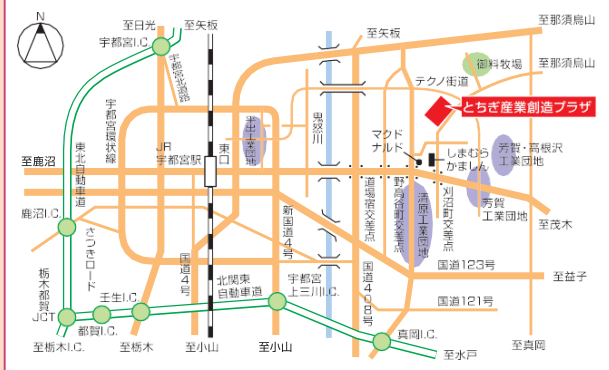 N
至日光
至矢板
宇都宮I.C.
宇都宮北道路
至矢板
至那須烏山
至那須烏山
御料牧場
テクノ街道
とちぎ産業創造プラザ
宇都宮環状線
東北自動車道
JR
宇都宮駅
東口
平出工業団地
鬼怒川
マクド
ナルド
しまむら
かましん
芳賀・高根沢
工業団地
至鹿沼
鹿沼I.C.
さつきロード
新国道4号
道場宿交差点
野高谷町交差点
清原工業団地
刈沼町交差点
芳賀
工業団地
至茂木
国道4号
北関東
自動車道
宇都宮
上三川I.C.
国道408号
国道123号
至益子
国道121号
栃木都賀
JCT
壬生I.C.
都賀I.C.
真岡I.C.
至栃木I.C.
至栃木
至小山
至小山
至水戸
至真岡